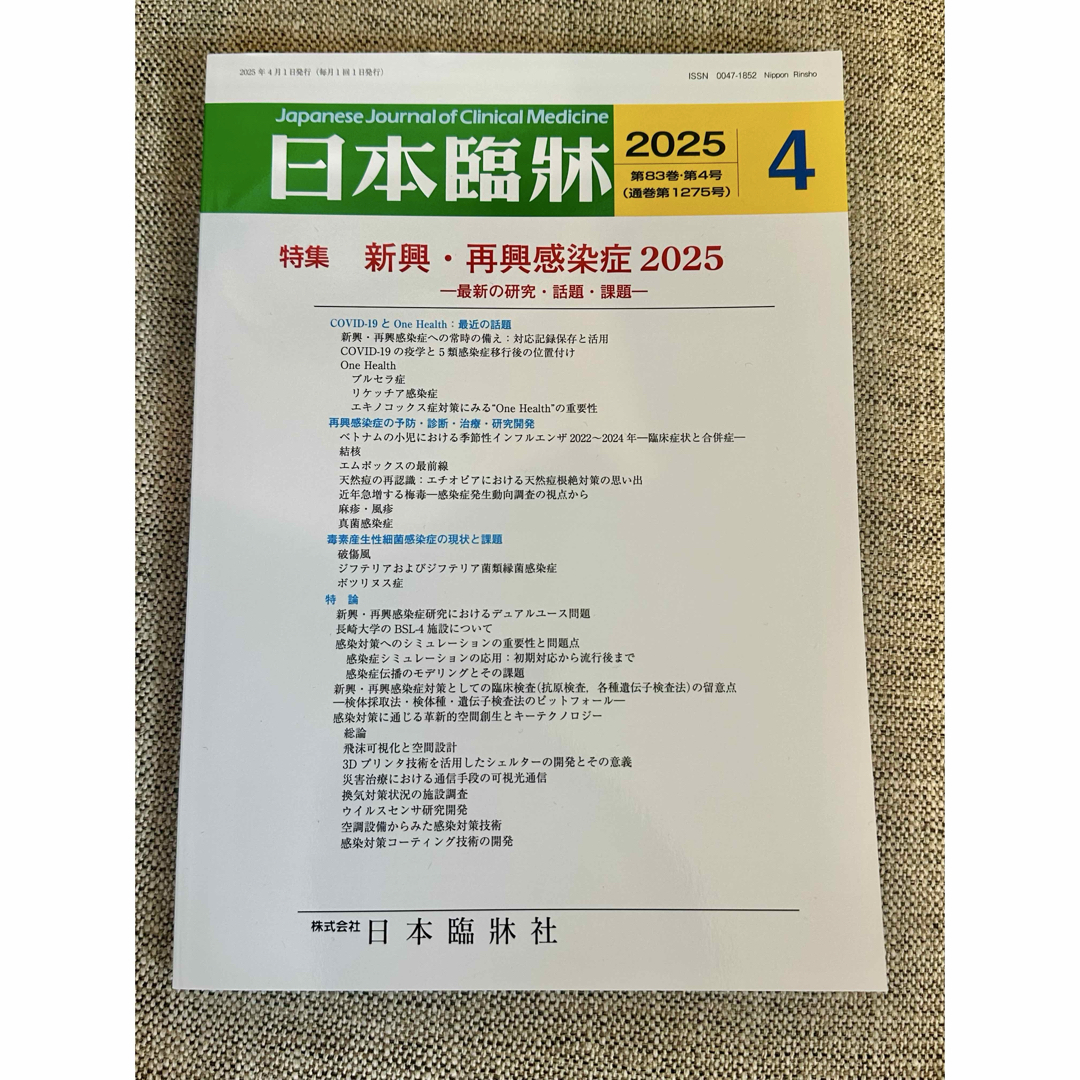 2025年4月1日発行（毎月1回1日発行）
ISSN 0047-1852 Nippon Rinsho
Japanese Journal of Clinical Medicine
日本臨牀
2025
第83巻・第4号
（通巻第1275号）
4
特集 新興・再興感染症2025
―最新の研究・話題・課題―
COVID-19とOne Health：最近の話題
新興・再興感染症への常時の備え：対応記録保存と活用
COVID-19の疫学と5類感染症移行後の位置付け
One Health
ブルセラ症
リケッチア感染症
エキノコックス症対策にみる“One Health”の重要性
再興感染症の予防・診断・治療・研究開発
ベトナムの小児における季節性インフルエンザ2022～2024年―臨床症状と合併症―
結核
エムポックスの最前線
天然痘の再認識：エチオピアにおける天然痘根絶対策の思い出
近年急増する梅毒―感染症発生動向調査の視点から
麻疹・風疹
真菌感染症
毒素産生性細菌感染症の現状と課題
破傷風
ジフテリアおよびジフテリア菌類縁菌感染症
ボツリヌス症
特論
新興・再興感染症研究におけるデュアルユース問題
長崎大学のBSL-4施設について
感染対策へのシミュレーションの重要性と問題点
感染症シミュレーションの応用：初期対応から流行後まで
感染症伝播のモデリングとその課題
新興・再興感染症対策としての臨床検査（抗原検査，各種遺伝子検査法）の留意点
―検体採取法・検体種・遺伝子検査法のピットフォール―
感染対策に通じる革新的空間創生とキーテクノロジー
総論
飛沫可視化と空間設計
3Dプリンタ技術を活用したシェルターの開発とその意義
災害治療における通信手段の可視光通信
換気対策状況の施設調査
ウイルスセンサ研究開発
空調設備からみた感染対策技術
感染対策コーティング技術の開発
株式会社 日本臨牀社